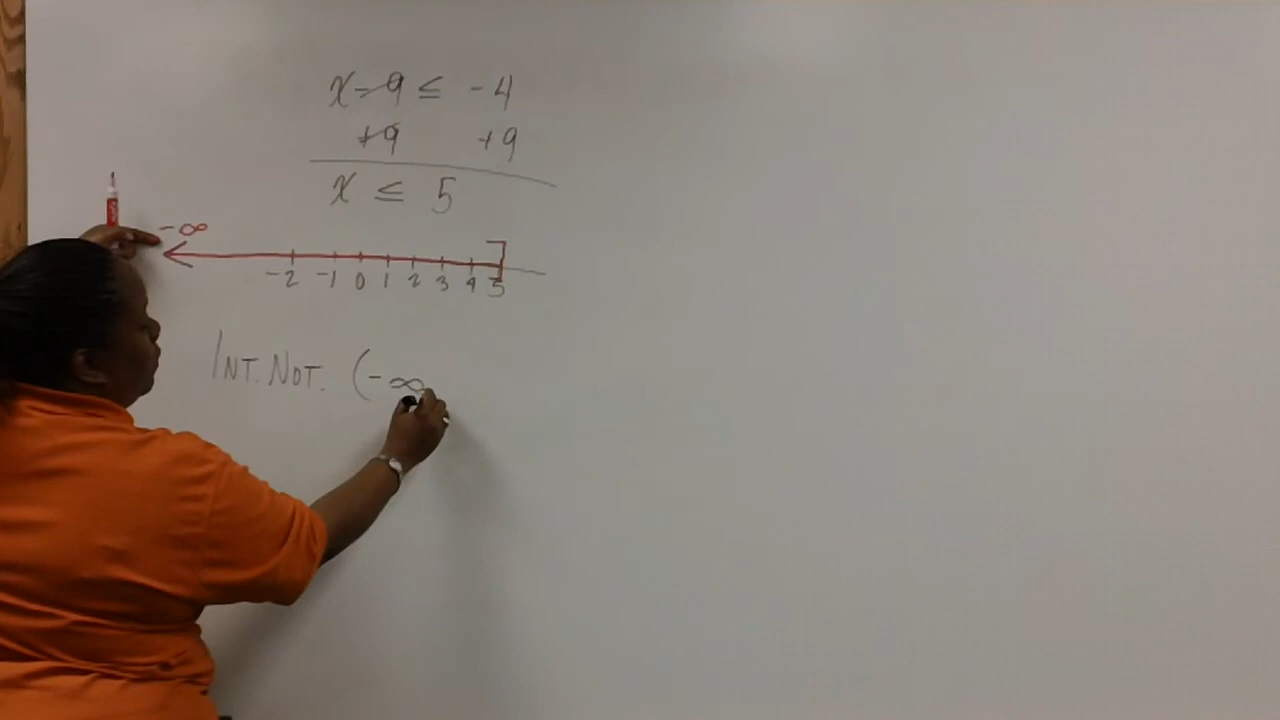 x-9 ≤ -4
+9 +9
x ≤ 5
-∞
-2 -1 0 1 2 3 4 5
INT. NOT. (-∞